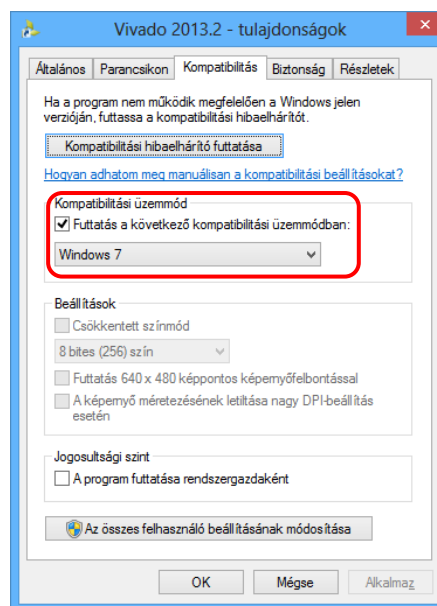 Vivado 2013.2 - tulajdonságok
Általános Parancsikon Kompatibilitás Biztonság Részletek
Ha a program nem működik megfelelően a Windows jelen
verzióján, futtassa a kompatibilitási hibaelhárítót.
Kompatibilitási hibaelhárító futtatása
Hogyan adhatom meg manuálisan a kompatibilitási beállításokat?
Kompatibilitási üzemmód
Futtatás a következő kompatibilitási üzemmódban:
Windows 7
Beállítások
Csökkentett színmód
8 bites (256) szín
Futtatás 640 x 480 képpontos képernyőfelbontással
A képernyő méretezésének letiltása nagy DPI-beállítás
esetén
Jogosultsági szint
A program futtatása rendszergazdaként
Az összes felhasználó beállításának módosítása
OK Mégse Alkalmaz